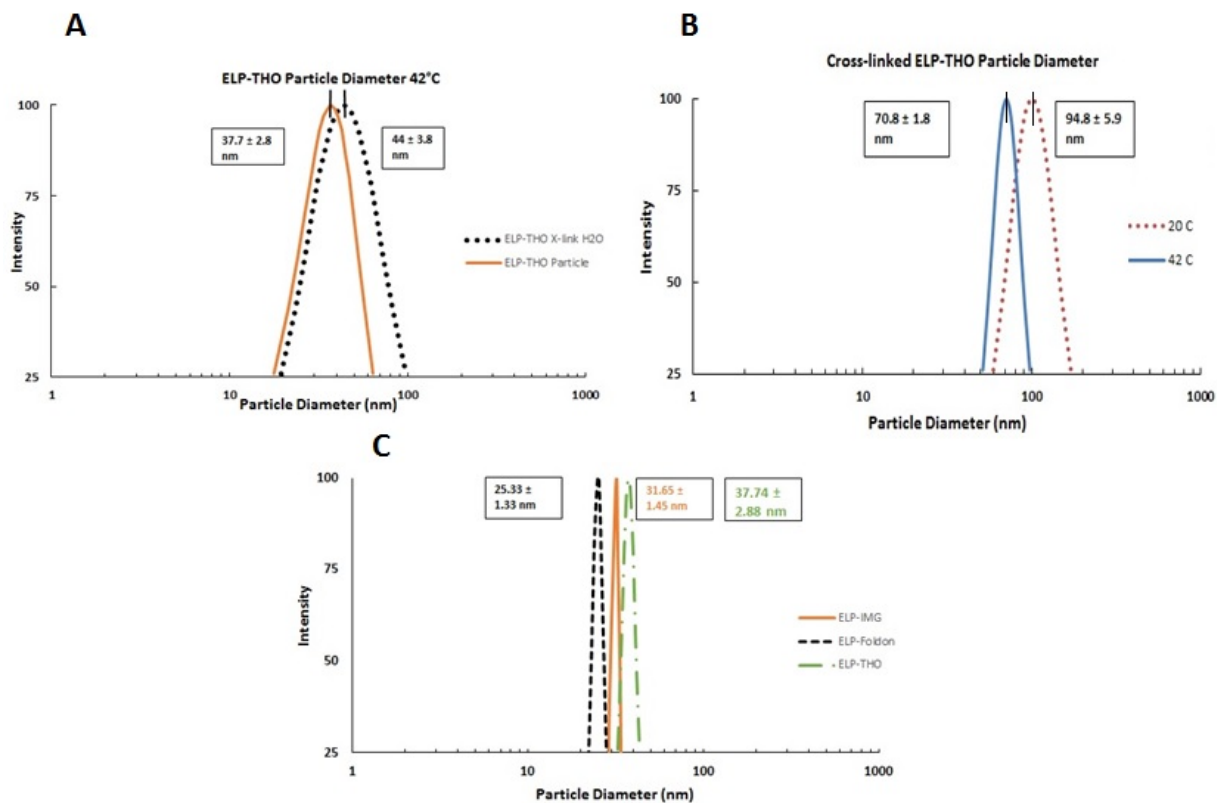 A
ELP-THO Particle Diameter 42°C
100
75
50
25
Intensity
37.7 ± 2.8
nm
44 ± 3.8
nm
ELP-THO X-link H2O
ELP-THO Particle
1
10
100
1000
Particle Diameter (nm)
B
Cross-linked ELP-THO Particle Diameter
100
75
50
25
Intensity
70.8 ± 1.8
nm
94.8 ± 5.9
nm
20 C
42 C
1
10
100
1000
Particle Diameter (nm)
C
100
75
50
25
Intensity
25.33 ±
1.33 nm
31.65 ±
1.45 nm
37.74 ±
2.88 nm
ELP-IMG
ELP-Foldon
ELP-THO
1
10
100
1000
Particle Diameter (nm)